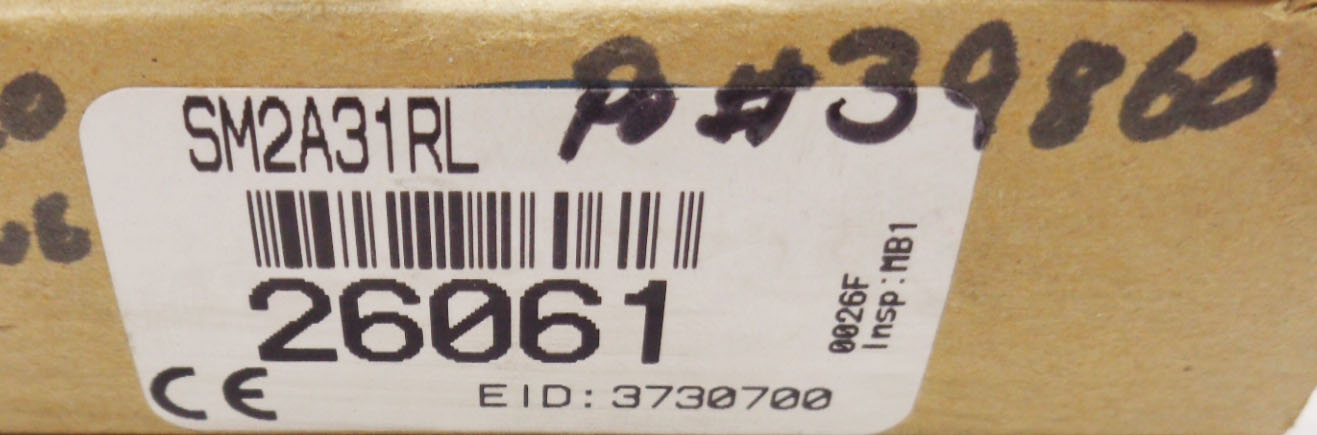 Po #39860
SM2A31RL
26061
0026F
Insp:MB1
CE
EID:3730700